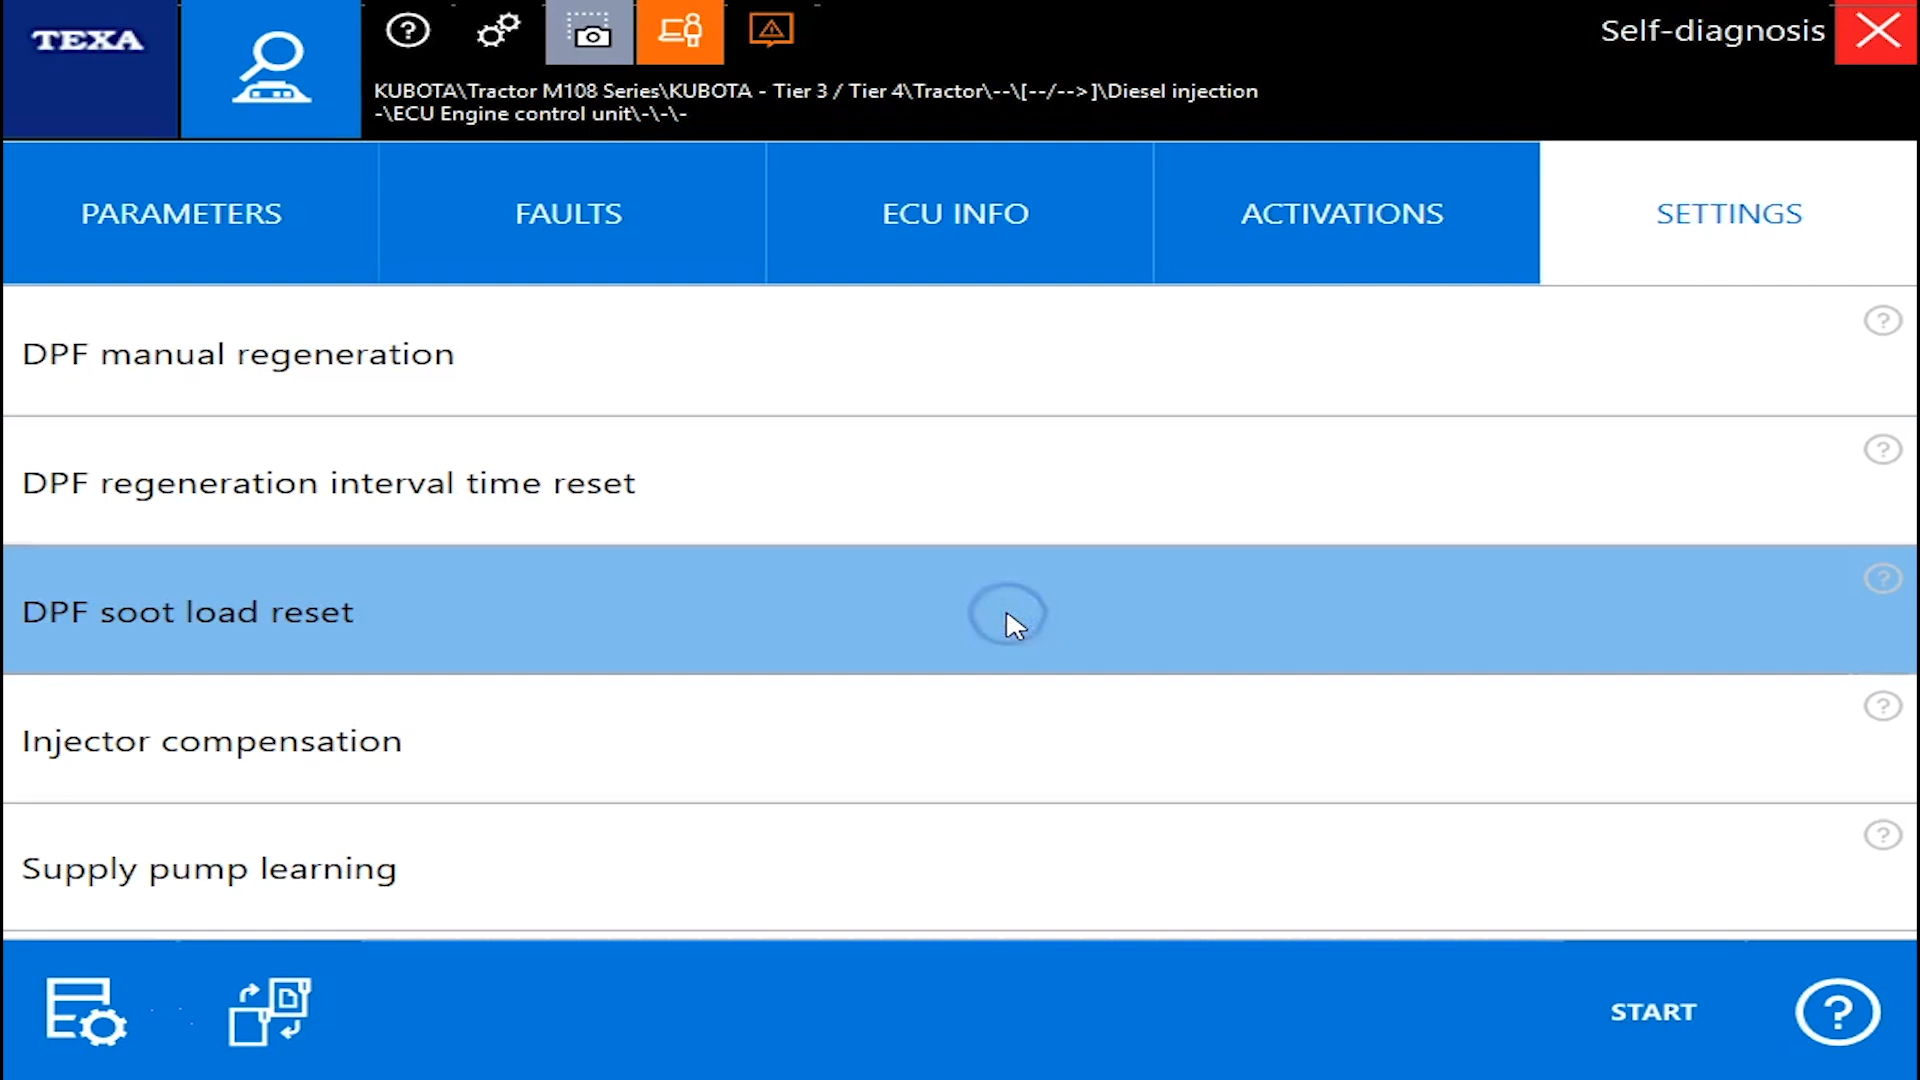 TEXA
Self-diagnosis
KUBOTA\Tractor M108 Series\KUBOTA - Tier 3 / Tier 4\Tractor\--\[--/-->]\Diesel injection
-\ECU Engine control unit\-\-\-
PARAMETERS
FAULTS
ECU INFO
ACTIVATIONS
SETTINGS
DPF manual regeneration
DPF regeneration interval time reset
DPF soot load reset
Injector compensation
Supply pump learning
START